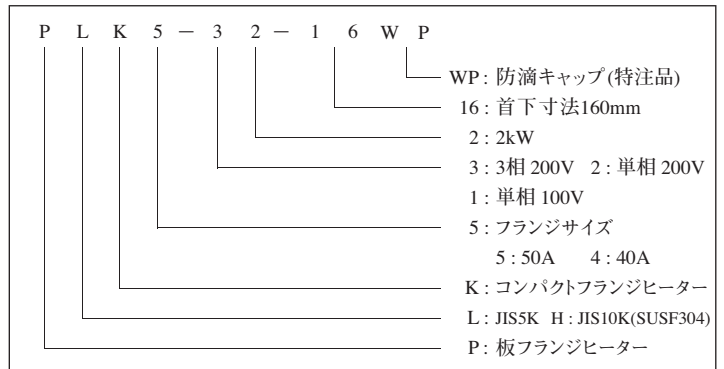 P L K 5 － 3 2 － 1 6 W P
WP : 防滴キャップ(特注品)
16 : 首下寸法160mm
2 : 2kW
3 : 3相 200V 2 : 単相 200V
1 : 単相 100V
5 : フランジサイズ
5 : 50A 4 : 40A
K : コンパクトフランジヒーター
L : JIS5K H : JIS10K(SUSF304)
P : 板フランジヒーター